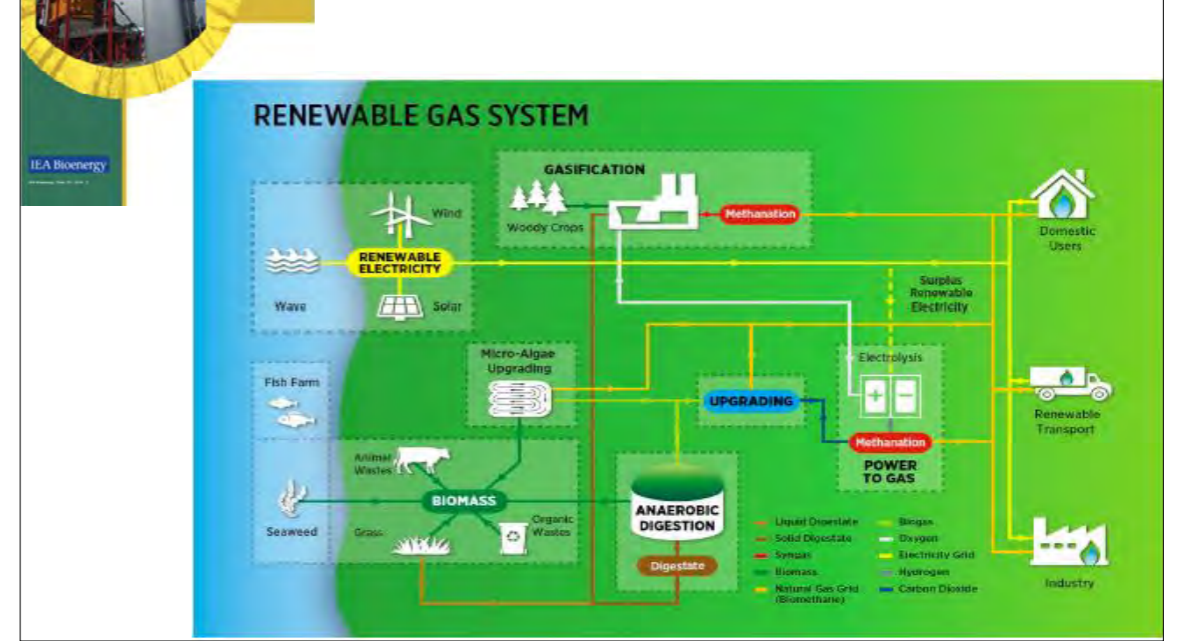 IEA Bioenergy
RENEWABLE GAS SYSTEM
GASIFICATION
Woody Crops
Methanation
Domestic
Users
Wind
RENEWABLE
ELECTRICITY
Wave
Solar
Surplus
Renewable
Electricity
Micro-Algae
Upgrading
Electrolysis
+ −
Fish Farm
UPGRADING
Renewable
Transport
Methanation
POWER
TO GAS
Animal
Wastes
BIOMASS
Seaweed
Grass
Organic
Wastes
ANAEROBIC
DIGESTION
Digestate
Liquid Digestate
Solid Digestate
Syngas
Biomass
Natural Gas Grid
(Biomethane)
Biogas
Oxygen
Electricity Grid
Hydrogen
Carbon Dioxide
Industry